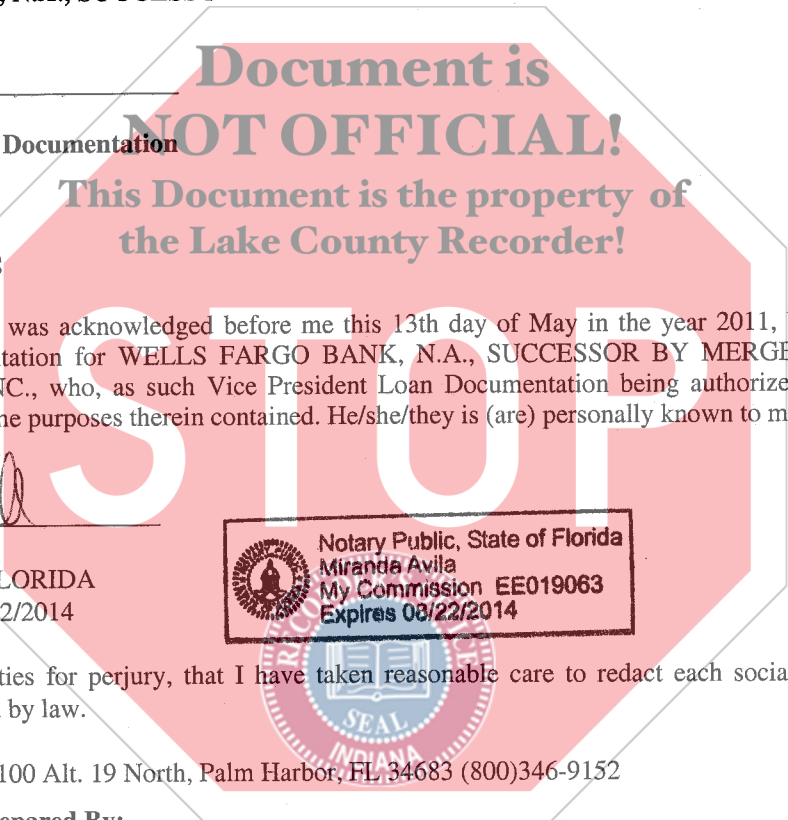 Document is
NOT OFFICIAL!
Documentation
This Document is the property of
the Lake County Recorder!
STOP
was acknowledged before me this 13th day of May in the year 2011,
tation for WELLS FARGO BANK, N.A., SUCCESSOR BY MERGE
NC., who, as such Vice President Loan Documentation being authorize
ne purposes therein contained. He/she/they is (are) personally known to m
Notary Public, State of Florida
Miranda Avila
My Commission EE019063
Expires 08/22/2014
LORIDA
2/2014
RECORDER'S OFFICE
SEAL
INDIANA
ties for perjury, that I have taken reasonable care to redact each socia
by law.
100 Alt. 19 North, Palm Harbor, FL 34683 (800)346-9152
epared By: